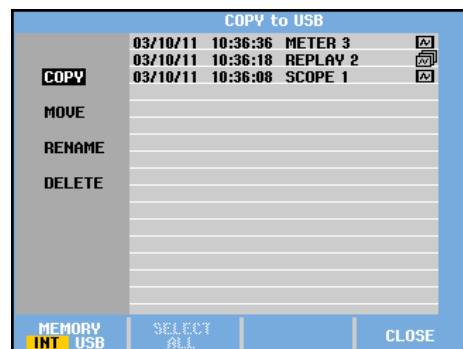 COPY to USB
03/10/11 10:36:36 METER 3
03/10/11 10:36:18 REPLAY 2
03/10/11 10:36:08 SCOPE 1
COPY
MOVE
RENAME
DELETE
MEMORY
INT USB
SELECT
ALL
CLOSE